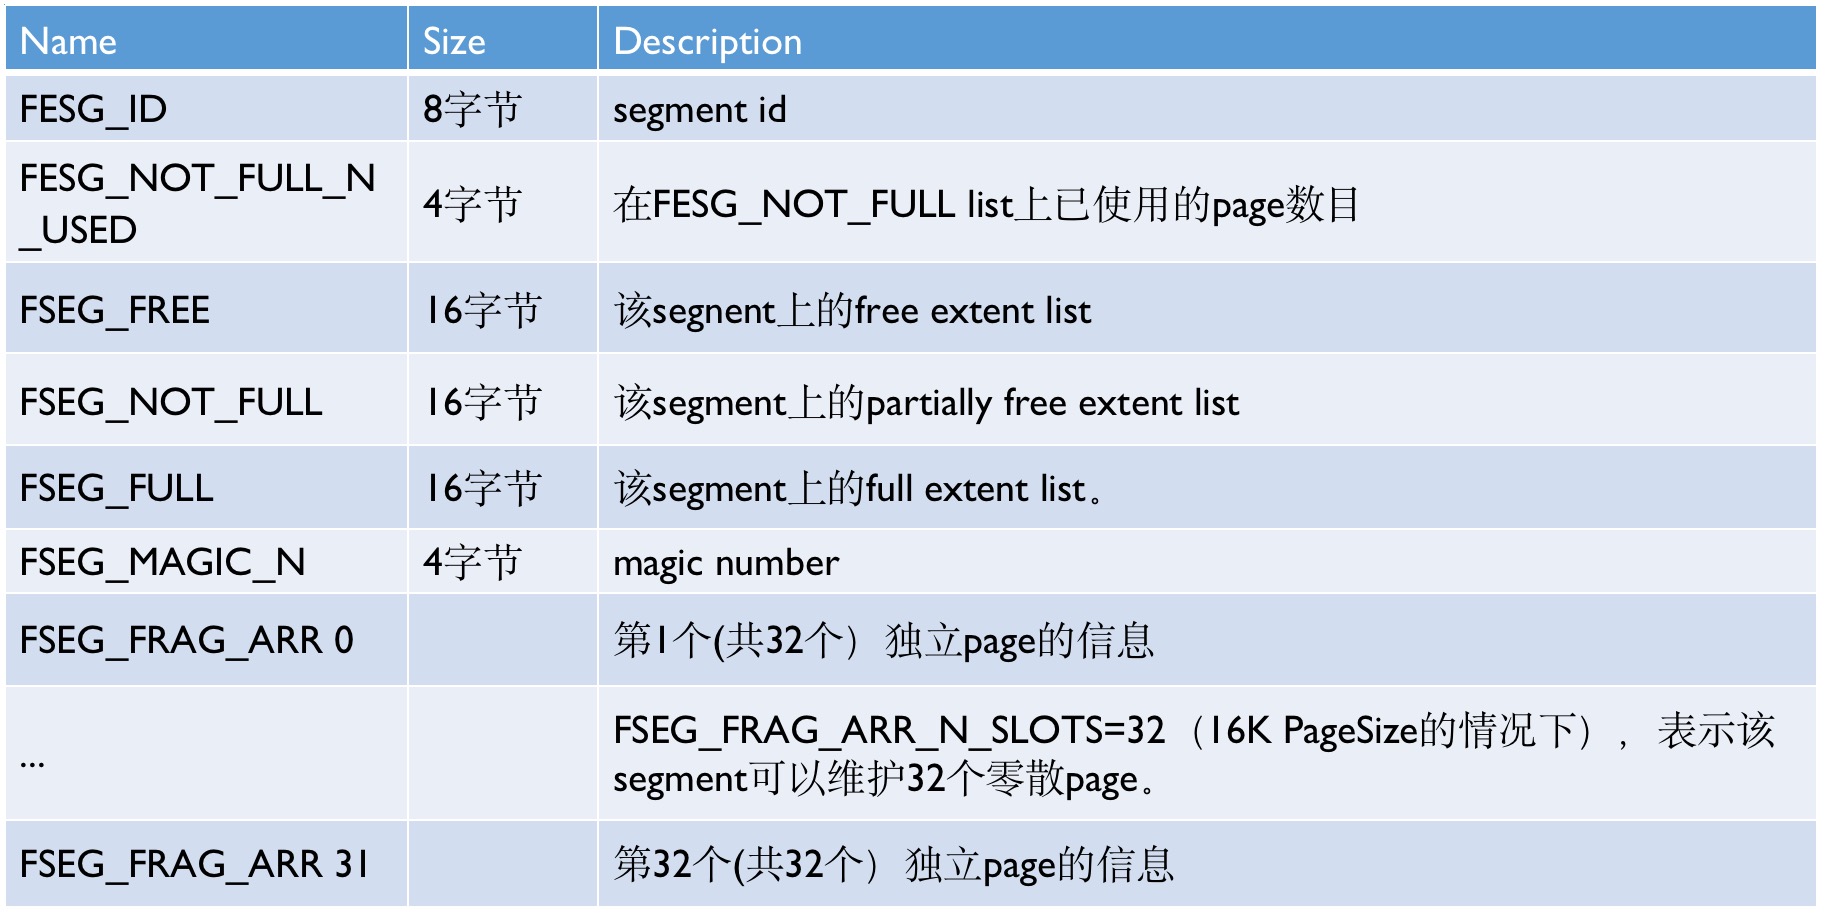 Name Size Description
FESG_ID 8字节 segment id
FESG_NOT_FULL_N
_USED
4字节 在FESG_NOT_FULL list上已使用的page数目
FSEG_FREE 16字节 该segnent上的free extent list
FSEG_NOT_FULL 16字节 该segment上的partially free extent list
FSEG_FULL 16字节 该segment上的full extent list。
FSEG_MAGIC_N 4字节 magic number
FSEG_FRAG_ARR 0 第1个(共32个）独立page的信息
... FSEG_FRAG_ARR_N_SLOTS=32（16K PageSize的情况下），表示该
segment可以维护32个零散page。
FSEG_FRAG_ARR 31 第32个(共32个）独立page的信息